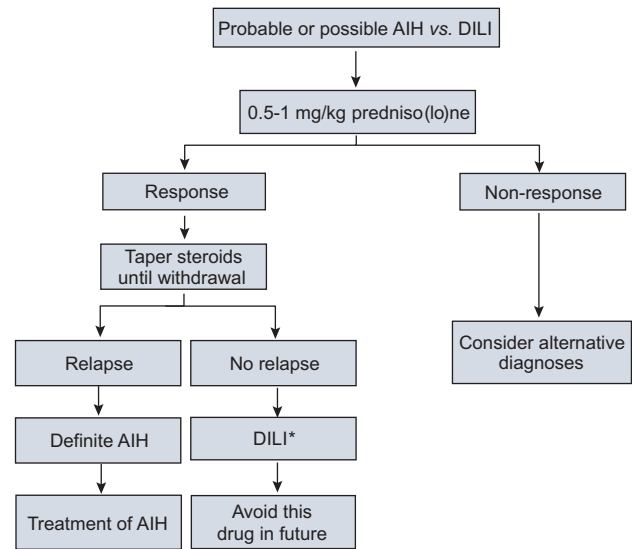 Probable or possible AIH vs. DILI
0.5-1 mg/kg predniso(lo)ne
Response
Non-response
Taper steroids
until withdrawal
Consider alternative
diagnoses
Relapse
No relapse
Definite AIH
DILI*
Treatment of AIH
Avoid this
drug in future